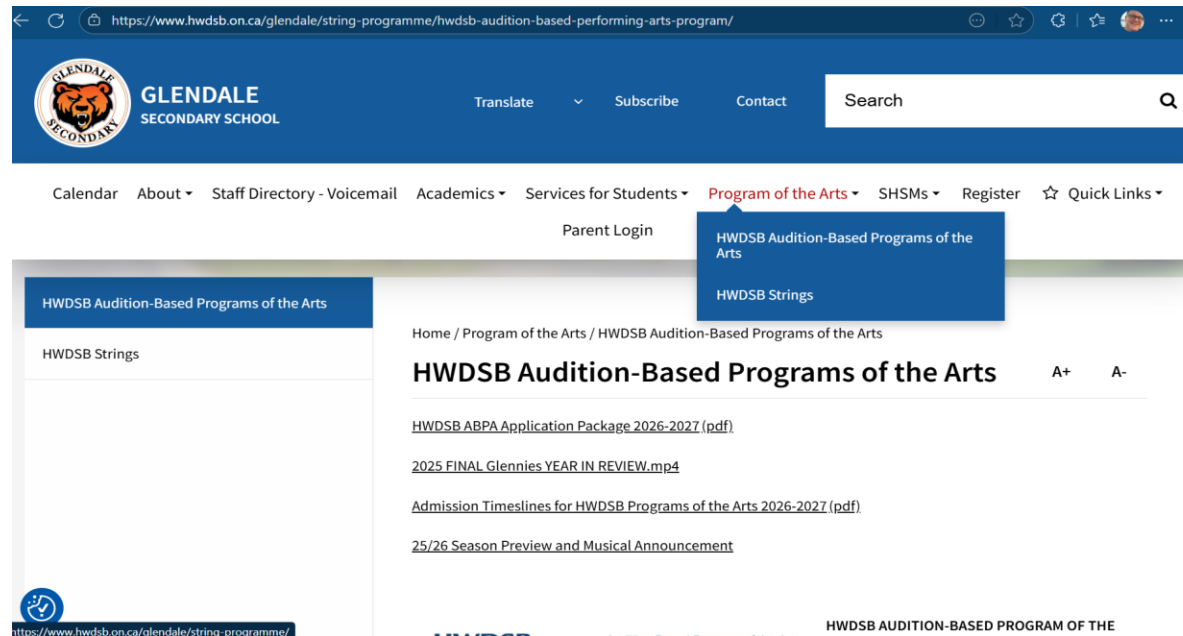 https://www.hwdsb.on.ca/glendale/string-programme/hwdsb-audition-based-performing-arts-program/
GLENDALE
SECONDARY
GLENDALE
SECONDARY SCHOOL
Translate
Subscribe
Contact
Search
Calendar About Staff Directory - Voicemail Academics Services for Students Program of the Arts SHSMs Register Quick Links
Parent Login
HWDSB Audition-Based Programs of the
Arts
HWDSB Strings
HWDSB Audition-Based Programs of the Arts
HWDSB Strings
Home / Program of the Arts / HWDSB Audition-Based Programs of the Arts
HWDSB Audition-Based Programs of the Arts A+ A-
HWDSB ABPA Application Package 2026-2027 (pdf)
2025 FINAL Glennies YEAR IN REVIEW.mp4
Admission Timeslines for HWDSB Programs of the Arts 2026-2027 (pdf)
25/26 Season Preview and Musical Announcement
HWDSB
HWDSB AUDITION-BASED PROGRAM OF THE
https://www.hwdsb.on.ca/glendale/string-programme/